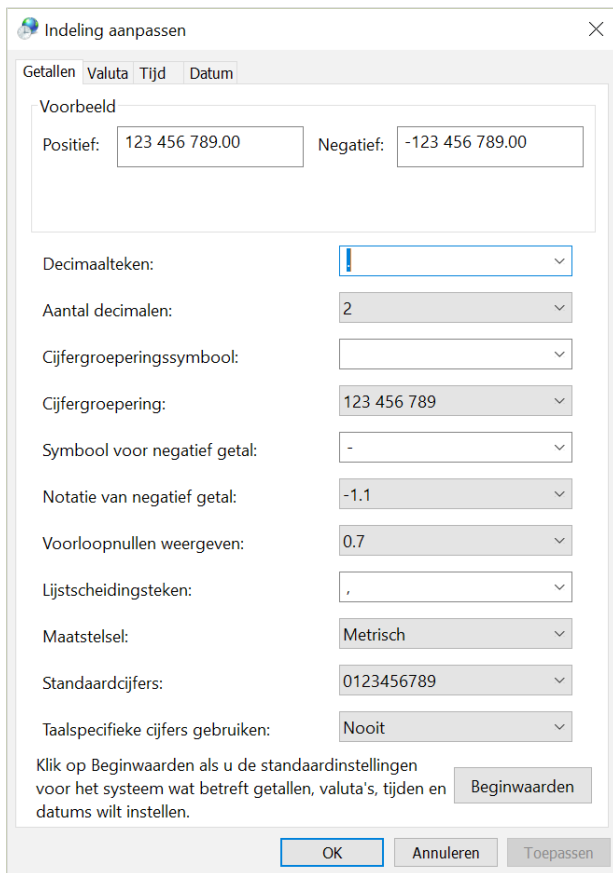 Indeling aanpassen
Getallen Valuta Tijd Datum
Voorbeeld
Positief: 123 456 789.00 Negatief: -123 456 789.00
Decimaalteken: .
Aantal decimalen: 2
Cijfergroeperingssymbool:
Cijfergroepering: 123 456 789
Symbool voor negatief getal: -
Notatie van negatief getal: -1.1
Voorloopnullen weergeven: 0.7
Lijstscheidingsteken: ,
Maatstelsel: Metrisch
Standaardcijfers: 0123456789
Taalspecifieke cijfers gebruiken: Nooit
Klik op Beginwaarden als u de standaardinstellingen
voor het systeem wat betreft getallen, valuta's, tijden en
datums wilt instellen.
Beginwaarden
OK Annuleren Toepassen